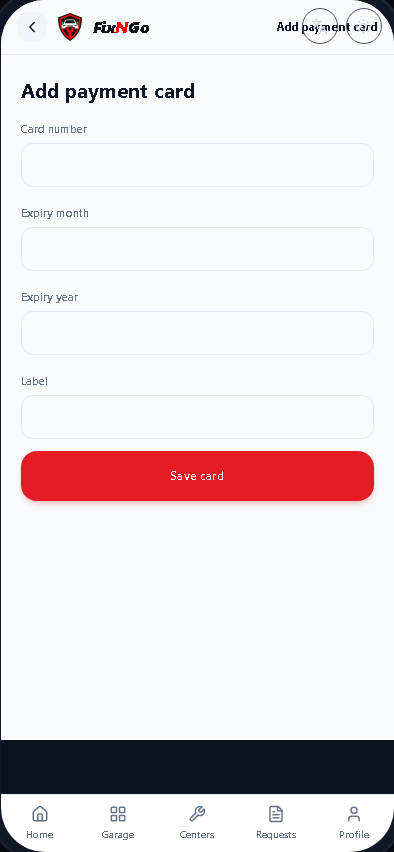 FixNGo
Add payment card
Add payment card
Card number
Expiry month
Expiry year
Label
Save card
Home
Garage
Centers
Requests
Profile